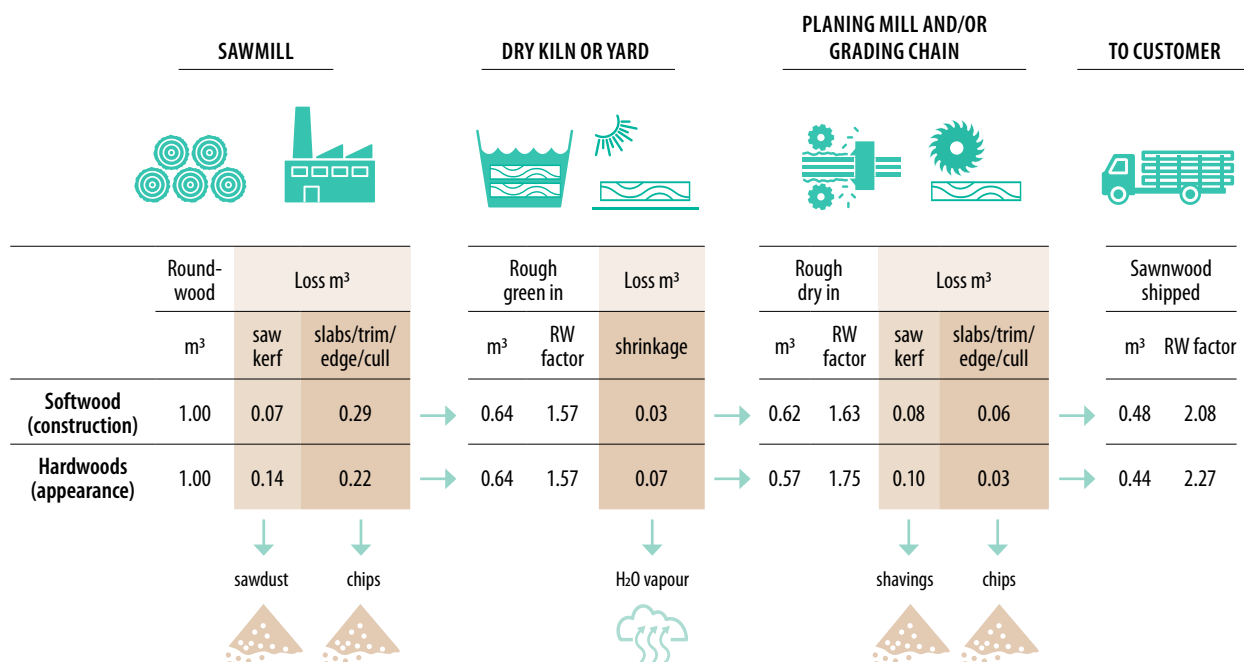 SAWMILL
DRY KILN OR YARD
PLANING MILL AND/OR
GRADING CHAIN
TO CUSTOMER
Round-
wood
Loss m³
Rough
green in
Loss m³
Rough
dry in
Loss m³
Sawnwood
shipped
m³
saw
kerf
slabs/trim/
edge/cull
m³
RW
factor
shrinkage
m³
RW
factor
saw
kerf
slabs/trim/
edge/cull
m³ RW factor
Softwood
(construction)
1.00 0.07 0.29 0.64 1.57 0.03 0.62 1.63 0.08 0.06 0.48 2.08
Hardwoods
(appearance)
1.00 0.14 0.22 0.64 1.57 0.07 0.57 1.75 0.10 0.03 0.44 2.27
sawdust chips H₂O vapour shavings chips